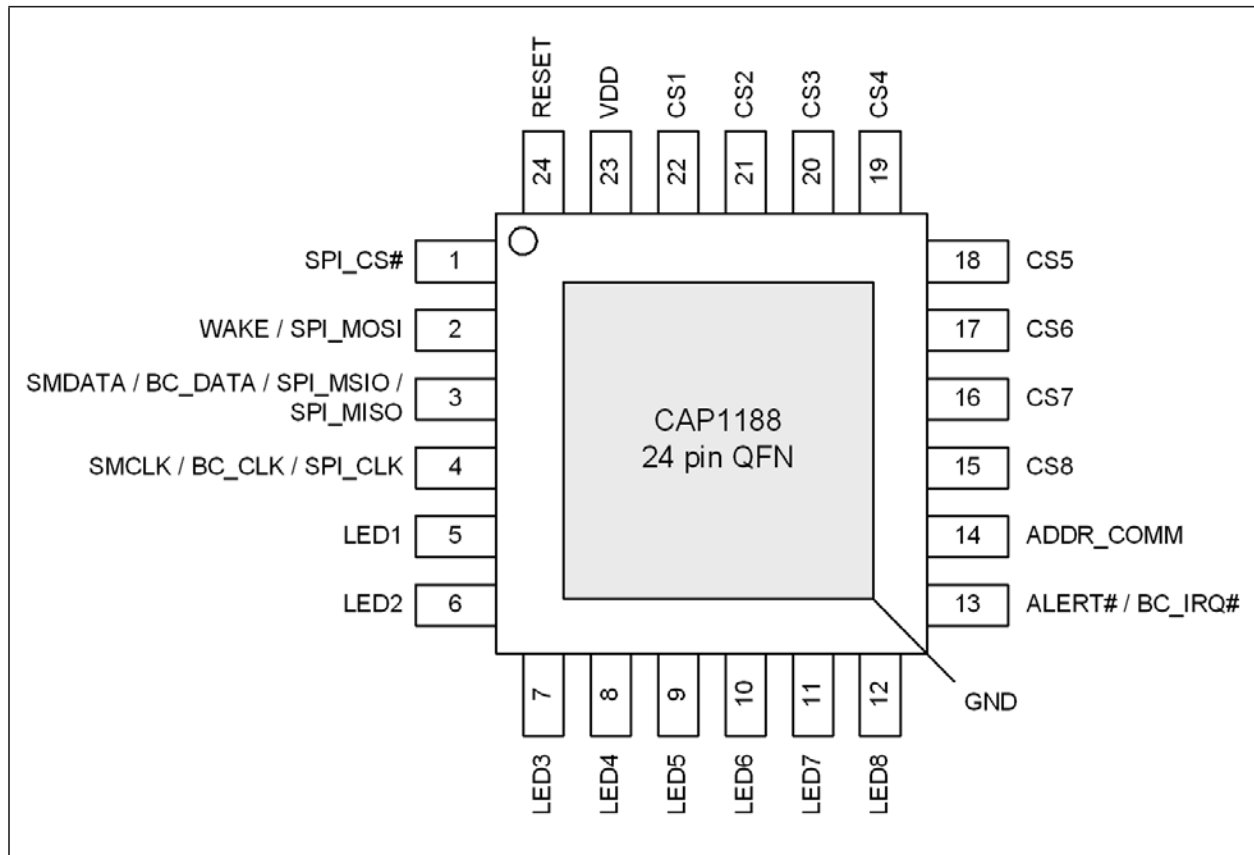 RESET
VDD
CS1
CS2
CS3
CS4
24
23
22
21
20
19
SPI_CS#
1
18
CS5
WAKE / SPI_MOSI
2
17
CS6
SMDATA / BC_DATA / SPI_MSIO /
SPI_MISO
3
16
CS7
SMCLK / BC_CLK / SPI_CLK
4
15
CS8
CAP1188
24 pin QFN
LED1
5
14
ADDR_COMM
LED2
6
13
ALERT# / BC_IRQ#
GND
7
8
9
10
11
12
LED3
LED4
LED5
LED6
LED7
LED8